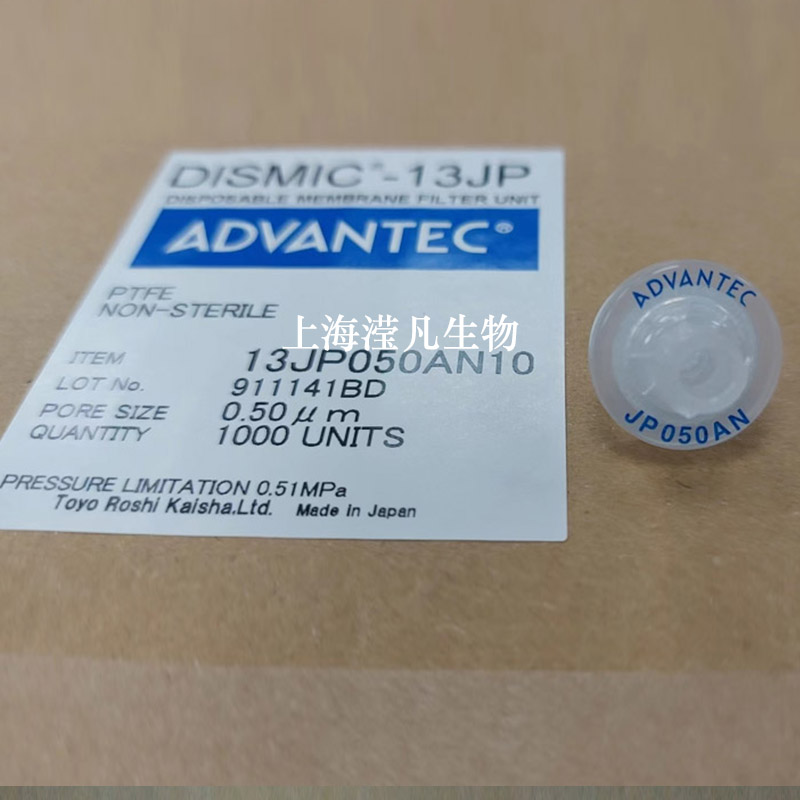 DISMIC®-13JP
DISPOSABLE MEMBRANE FILTER UNIT
ADVANTEC®
PTFE
NON-STERILE
上海滢凡生物
ITEM 13JP050AN10
LOT No. 911141BD
PORE SIZE 0.50μm
QUANTITY 1000 UNITS
PRESSURE LIMITATION 0.51MPa
Toyo Roshi Kaisha.Ltd. Made in Japan
ADVANTEC
JP050AN